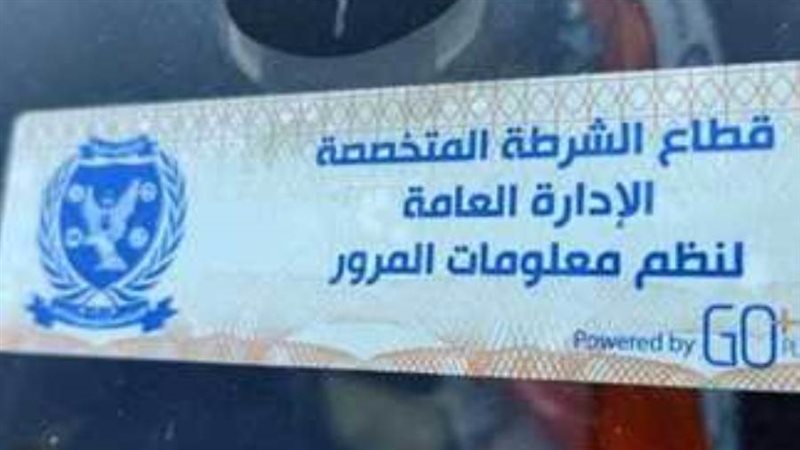 قطاع الشرطة المتخصصة
الإدارة العامة
لنظم معلومات المرور
Powered by GO+